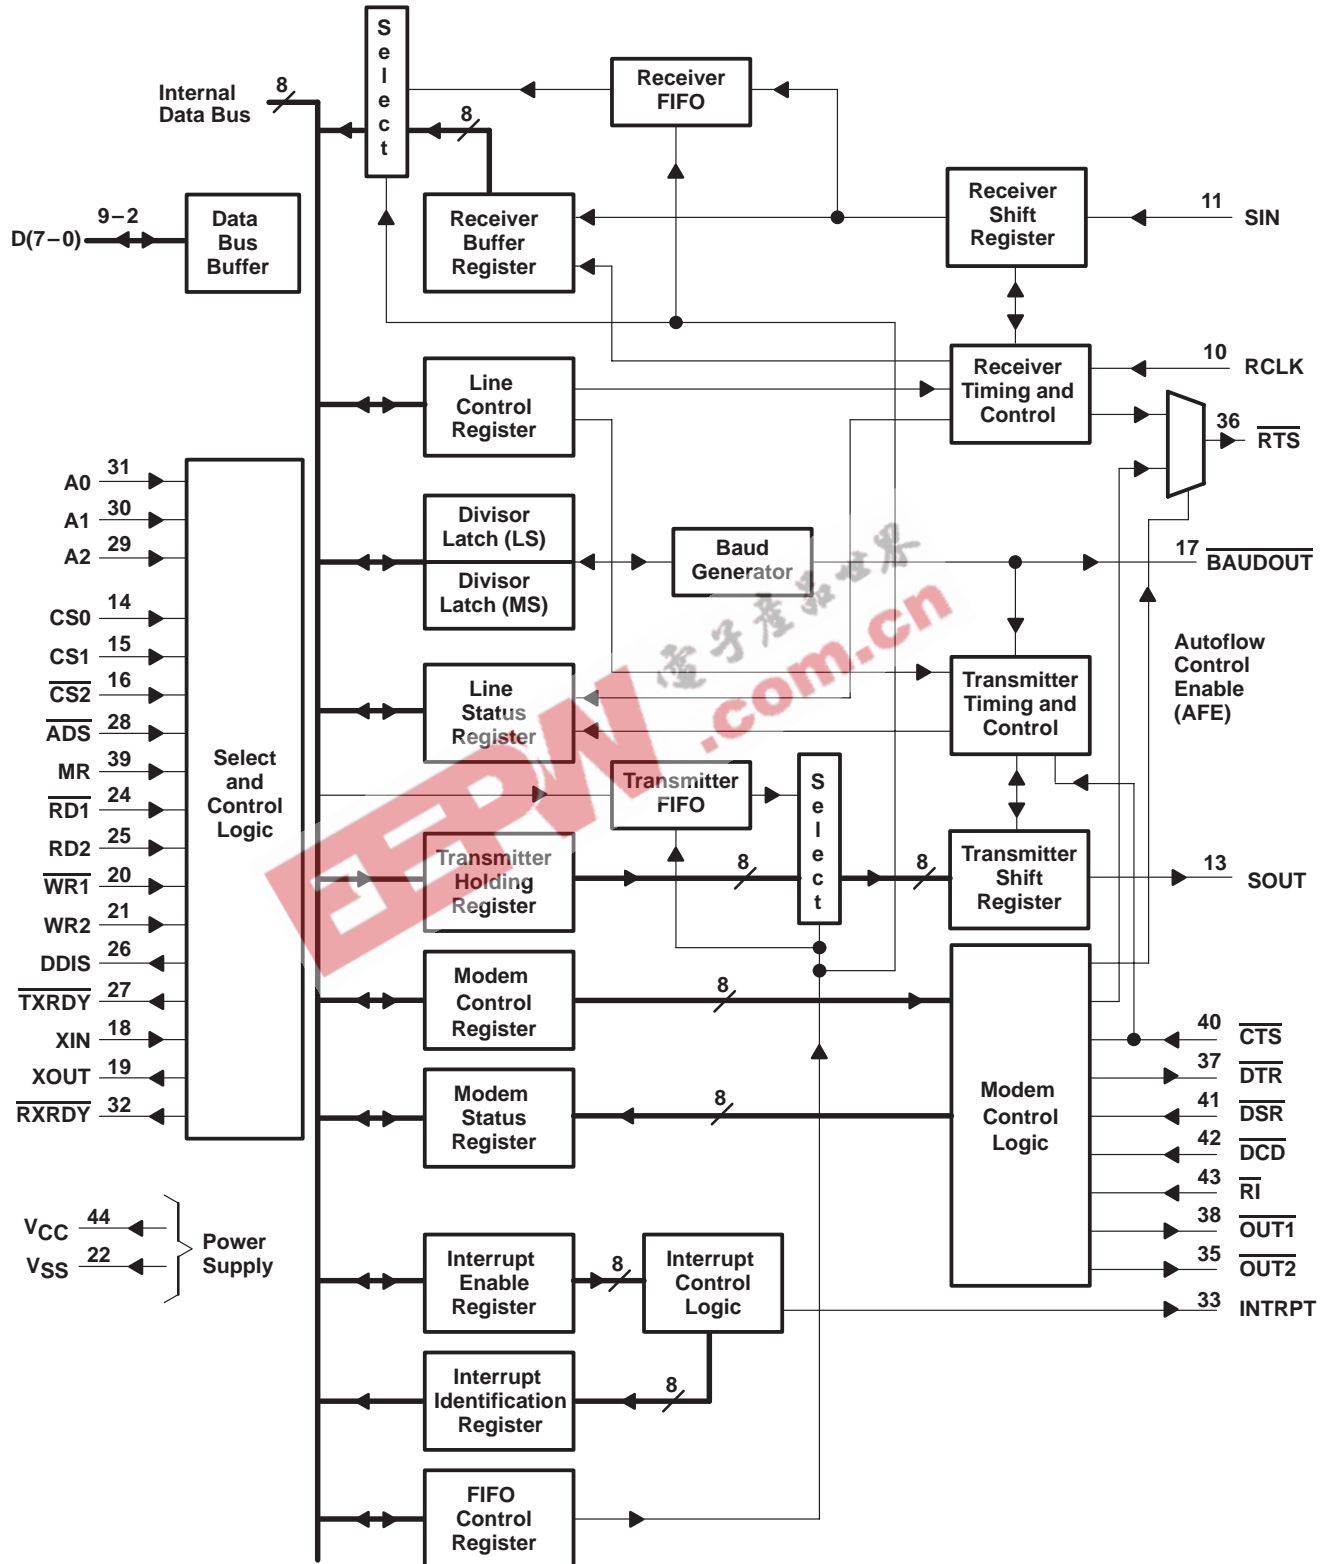 Select
Internal
Data Bus
8
8
Receiver
FIFO
9–2
D(7–0)
Data
Bus
Buffer
Receiver
Buffer
Register
Receiver
Shift
Register
11
SIN
Line
Control
Register
Receiver
Timing and
Control
10
RCLK
36
RTS
A0 31
A1 30
A2 29
CS0 14
CS1 15
CS2 16
ADS 28
MR 39
RD1 24
RD2 25
WR1 20
WR2 21
DDIS 26
TXRDY 27
XIN 18
XOUT 19
RXRDY 32
Select
and
Control
Logic
Divisor
Latch (LS)
Divisor
Latch (MS)
Baud
Generator
17
BAUDOUT
Autoflow
Control
Enable
(AFE)
Line
Status
Register
Transmitter
Timing and
Control
Transmitter
FIFO
Select
Transmitter
Holding
Register
8
8
Transmitter
Shift
Register
13
SOUT
Modem
Control
Register
8
Modem
Status
Register
8
Modem
Control
Logic
40 CTS
37 DTR
41 DSR
42 DCD
43 RI
38 OUT1
35 OUT2
33 INTRPT
VCC 44
VSS 22
Power
Supply
Interrupt
Enable
Register
8
Interrupt
Control
Logic
Interrupt
Identification
Register
8
FIFO
Control
Register
EEPW
電子產品世界
.com.cn